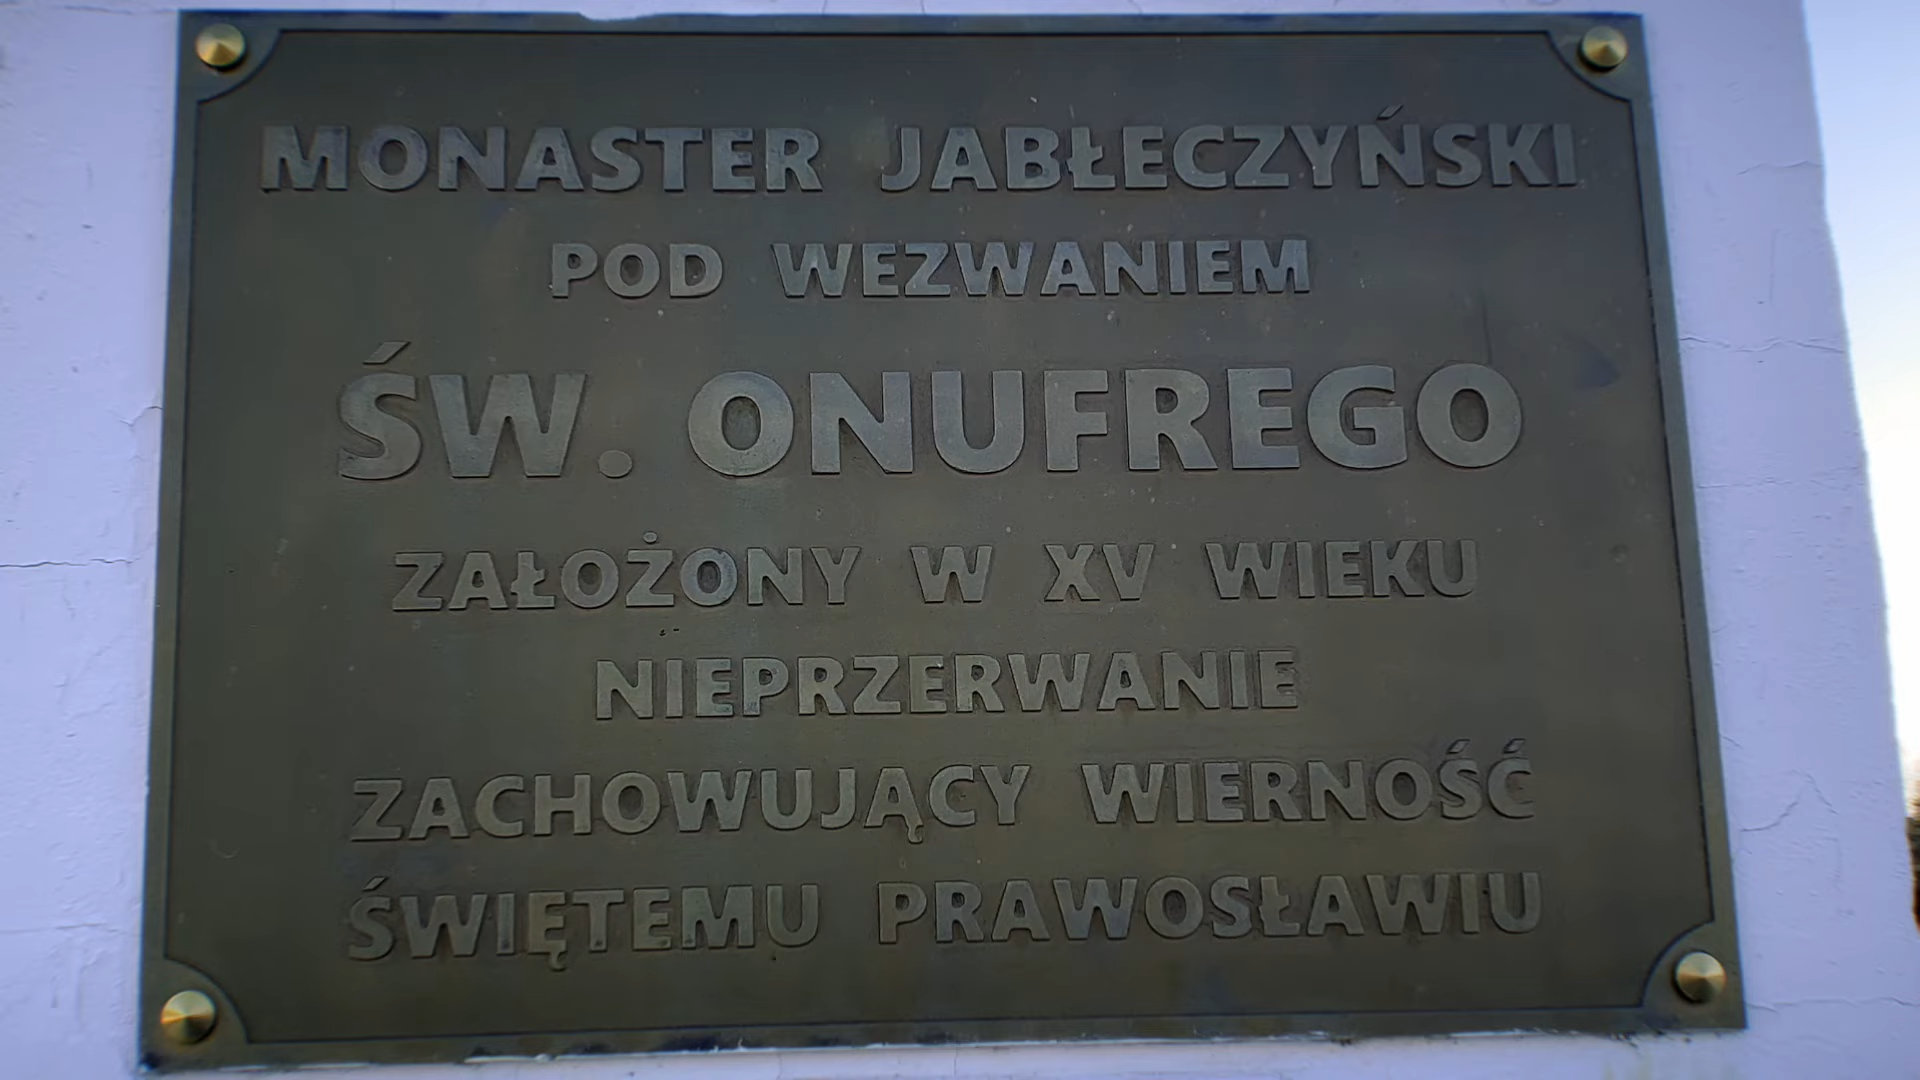 MONASTER JABŁECZYŃSKI
POD WEZWANIEM
ŚW. ONUFREGO
ZAŁOŻONY W XV WIEKU
NIEPRZERWANIE
ZACHOWUJĄCY WIERNOŚĆ
ŚWIĘTEMU PRAWOSŁAWIU